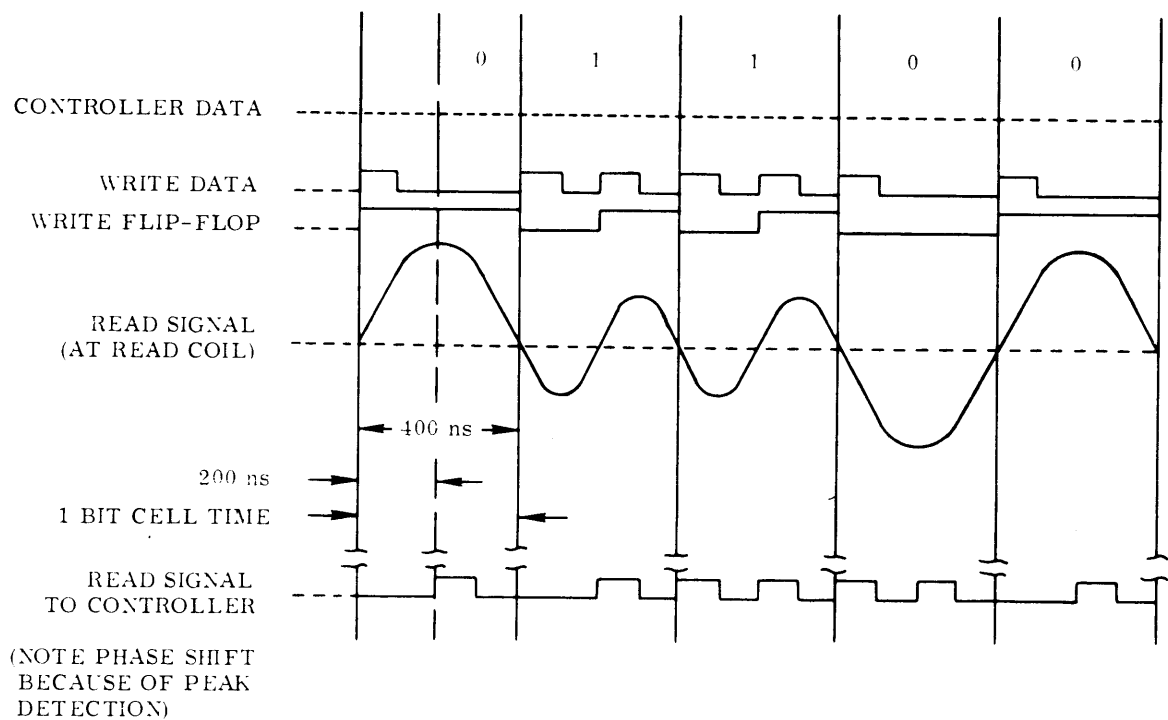 0 1 1 0 0
CONTROLLER DATA
WRITE DATA
WRITE FLIP-FLOP
READ SIGNAL
(AT READ COIL)
400 ns
200 ns
1 BIT CELL TIME
READ SIGNAL
TO CONTROLLER
(NOTE PHASE SHIFT
BECAUSE OF PEAK
DETECTION)